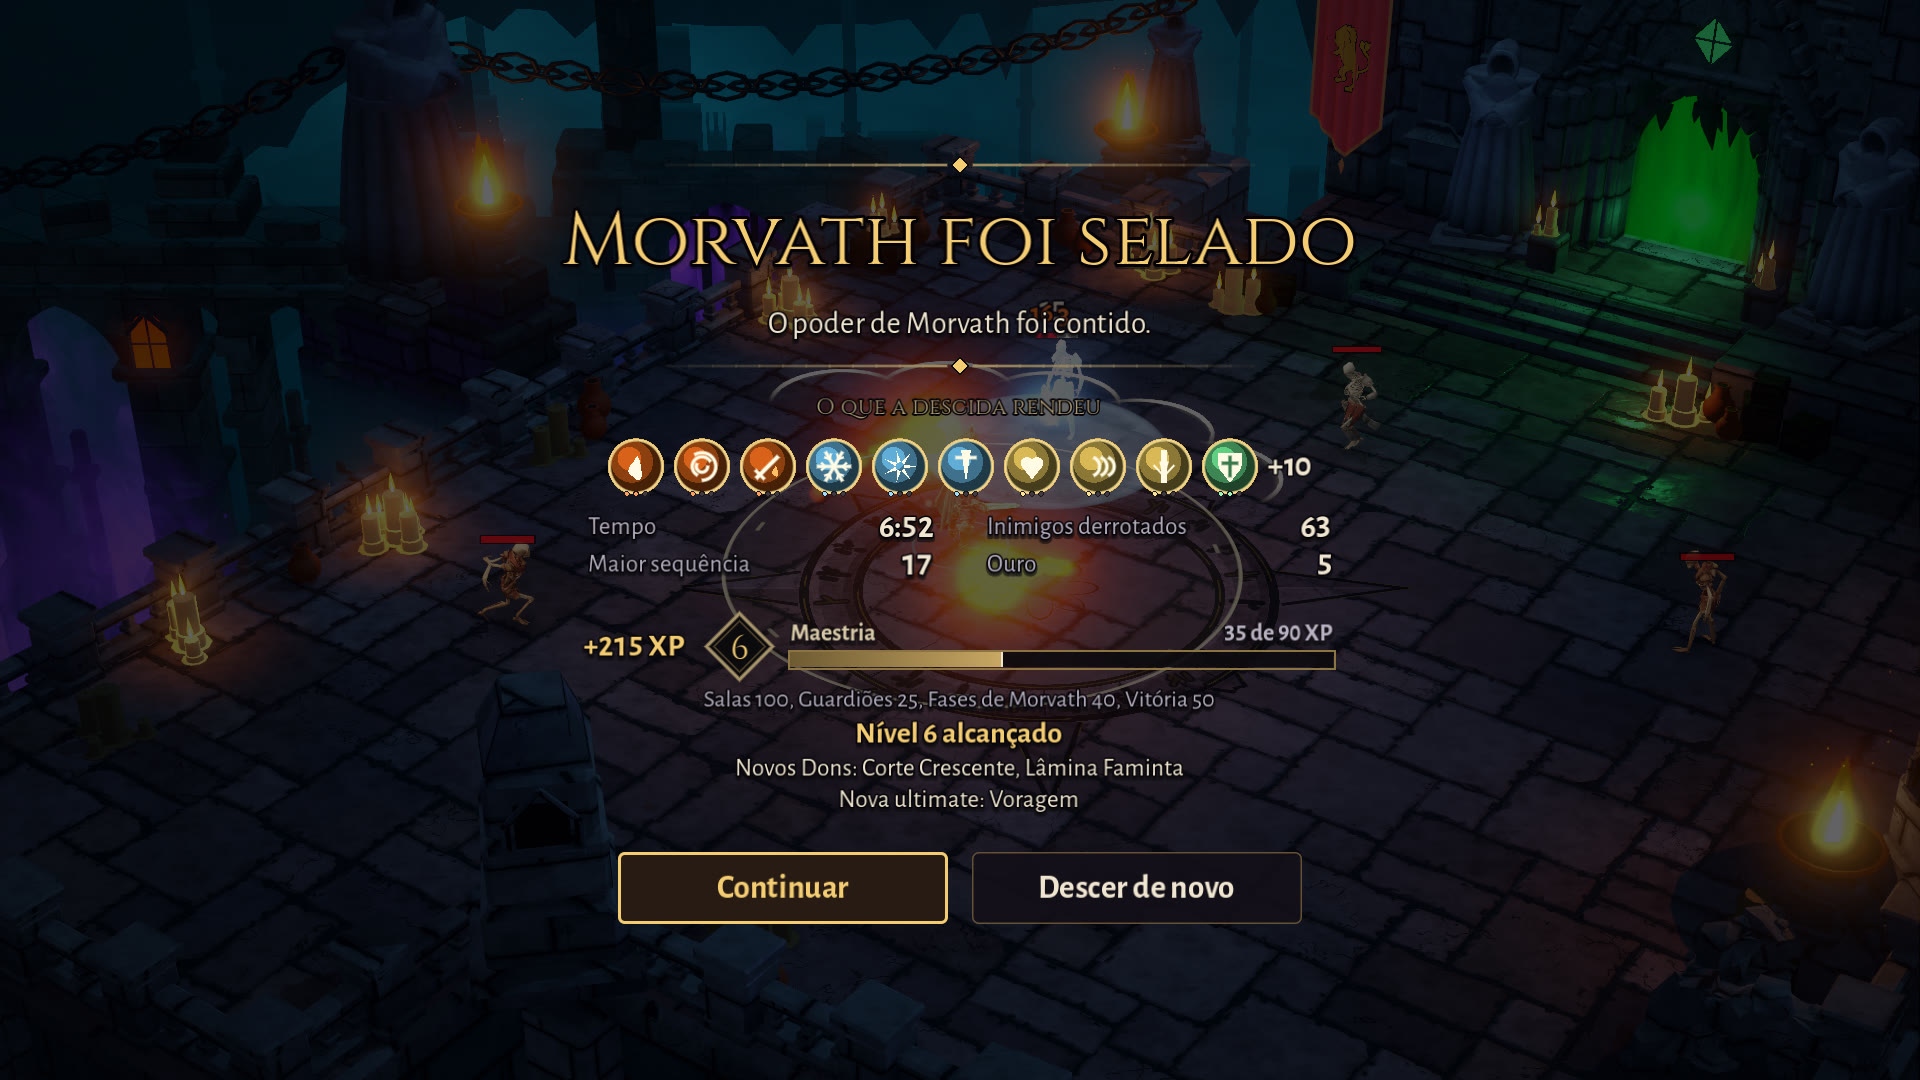 Morvath foi selado
165
O poder de Morvath foi contido.
O que a descida rendeu
+10
Tempo 6:52 Inimigos derrotados 63
Maior sequência 17 Ouro 5
+215 XP 6 Maestria 35 de 90 XP
Salas 100, Guardiões 25, Fases de Morvath 40, Vitória 50
Nível 6 alcançado
Novos Dons: Corte Crescente, Lâmina Faminta
Nova ultimate: Voragem
Continuar Descer de novo